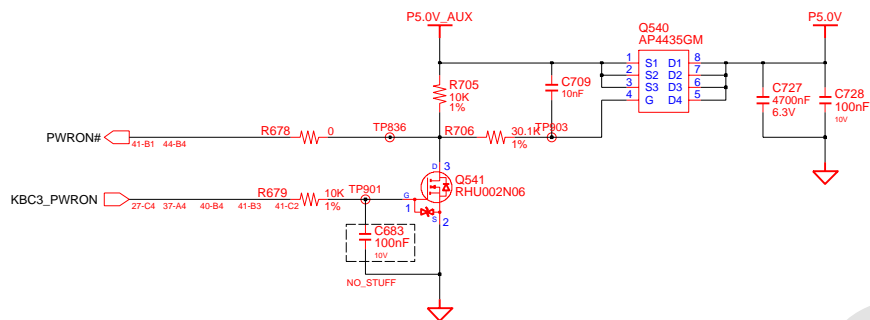 P5.0V_AUX
P5.0V
Q540
AP4435GM
1 S1 D1 8
2 S2 D2 7
3 S3 D3 6
4 G D4 5
R705
10K
1%
C709
10nF
C727
4700nF
6.3V
C728
100nF
10V
PWRON#
41-B1 44-B4
R678
0
TP836
R706
30.1K
1%
TP903
D 3
Q541
RHU002N06
KBC3_PWRON
27-C4 37-A4 40-B4 41-B3 41-C2
R679
10K
1%
TP901
G
1
S
2
C683
100nF
10V
NO_STUFF